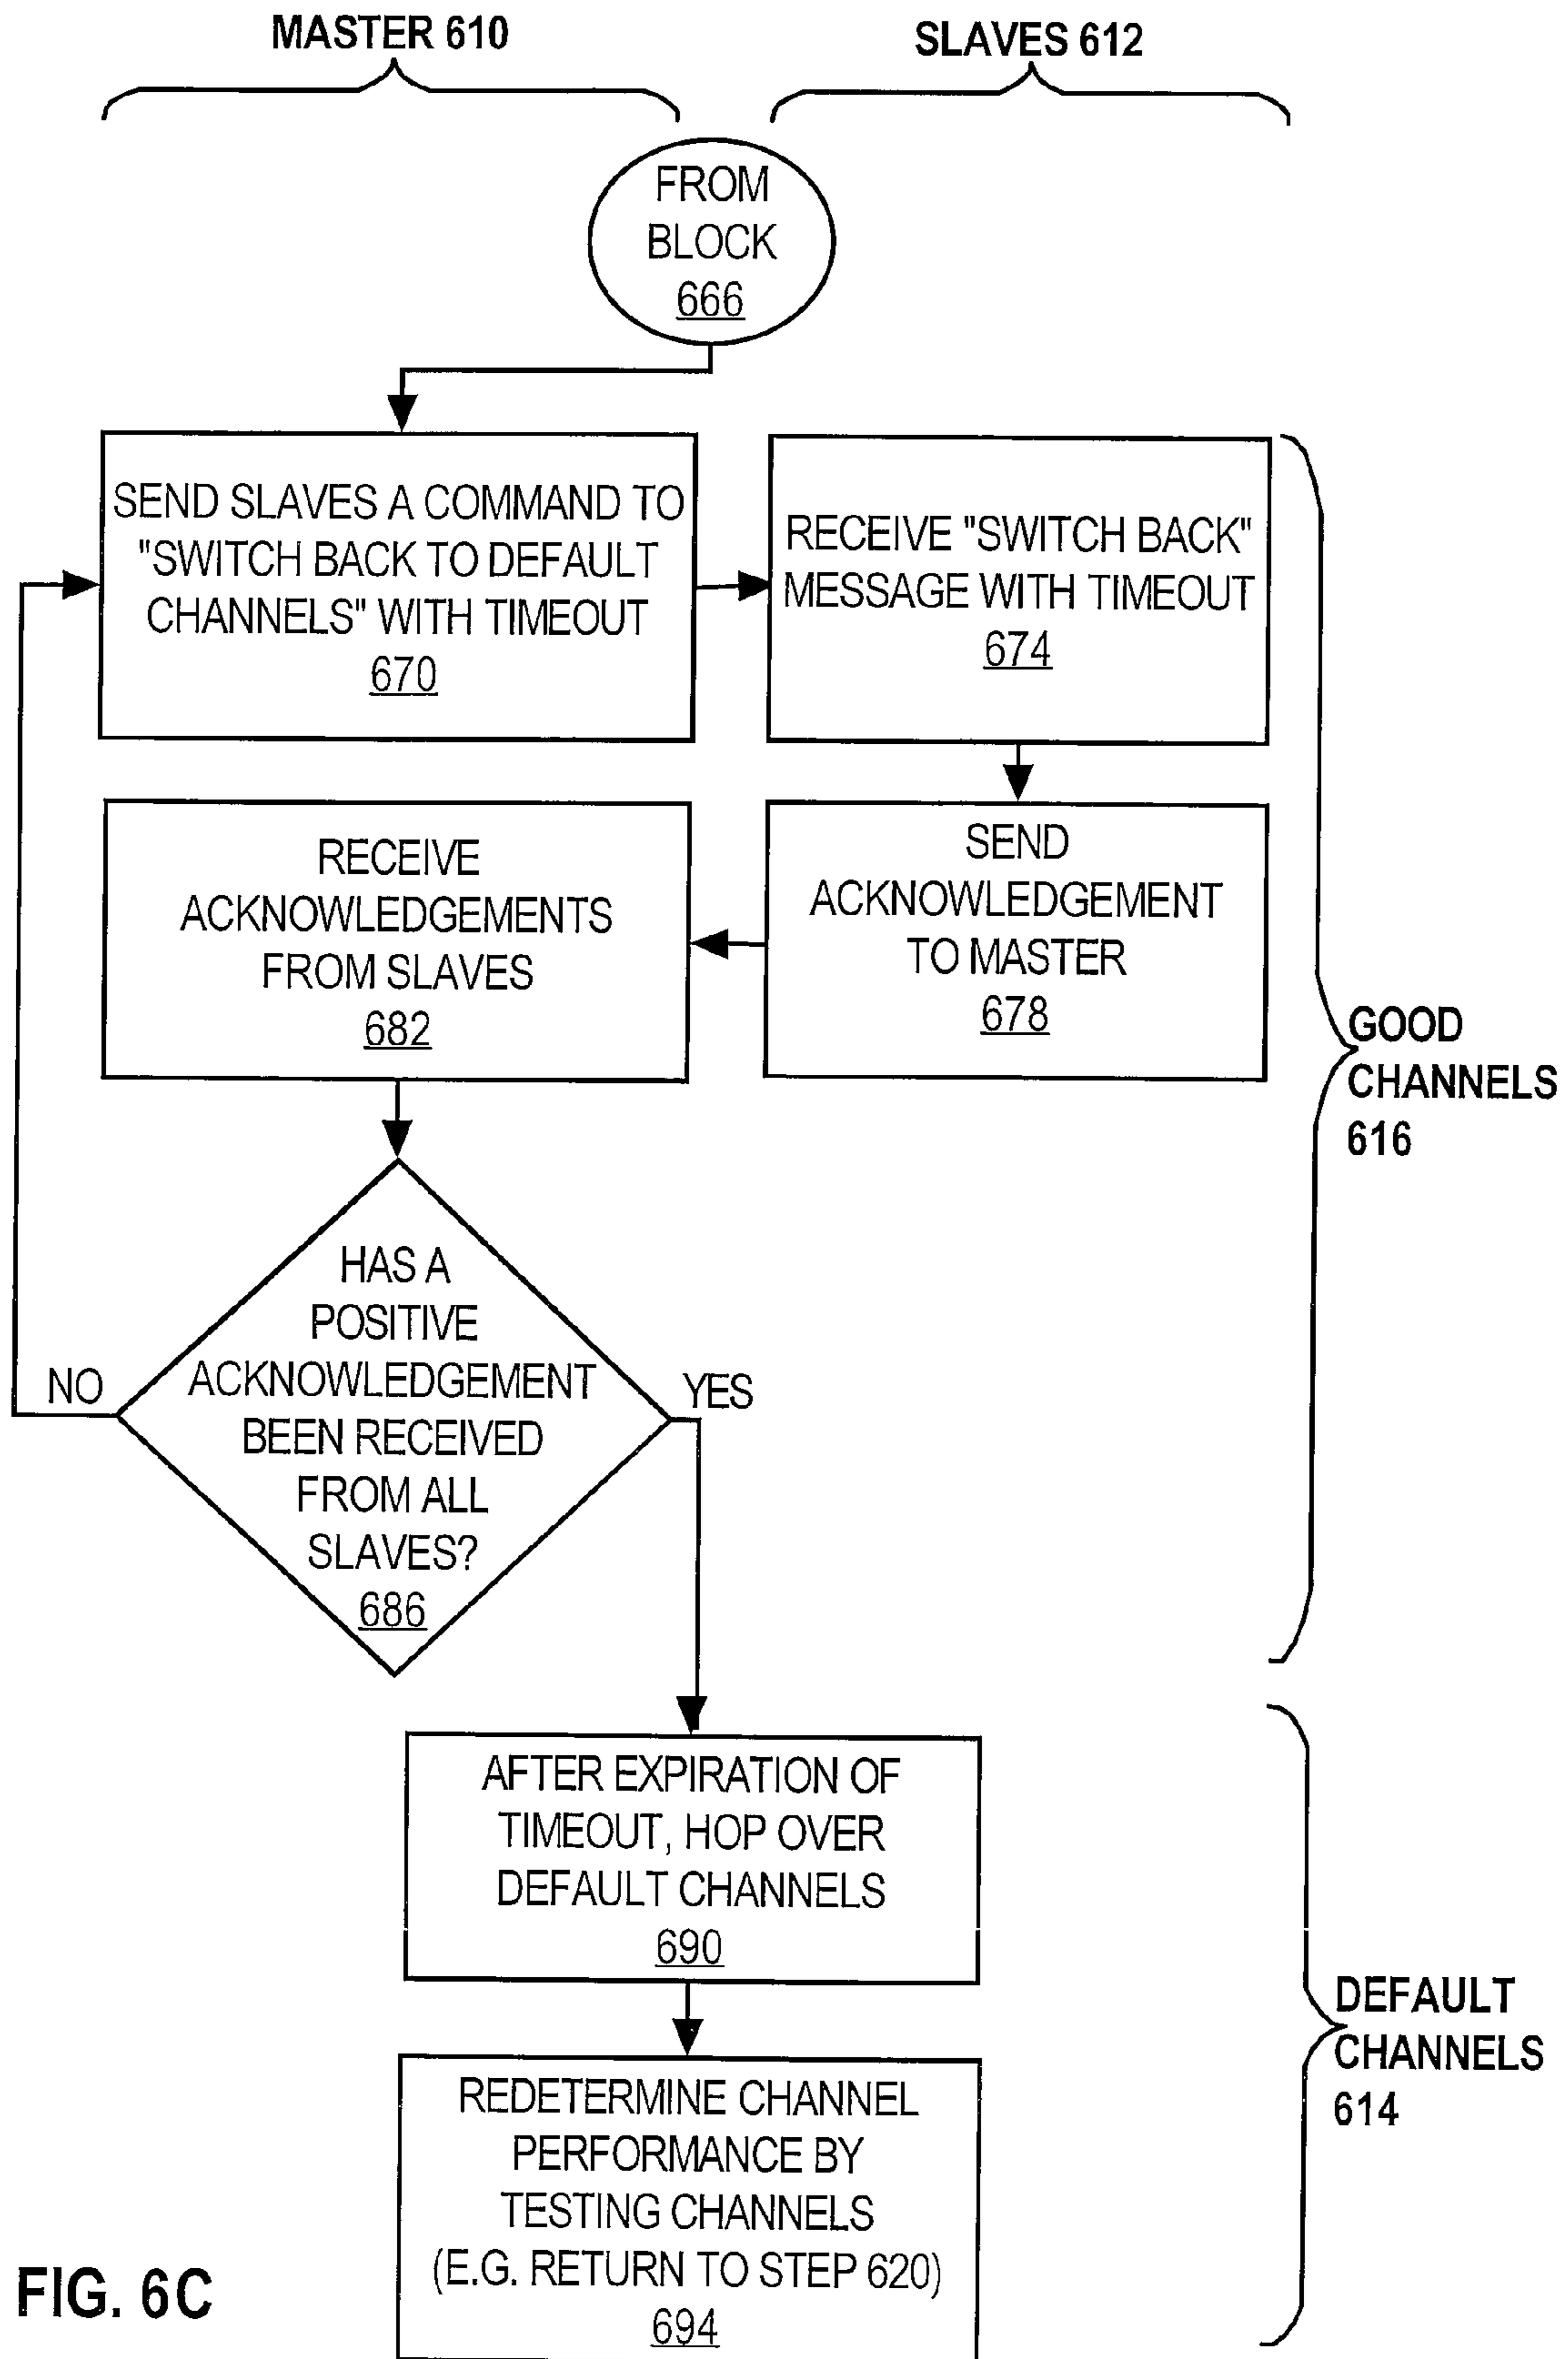 MASTER 610
SLAVES 612
FROM
BLOCK
666
SEND SLAVES A COMMAND TO
"SWITCH BACK TO DEFAULT
CHANNELS" WITH TIMEOUT
670
RECEIVE "SWITCH BACK"
MESSAGE WITH TIMEOUT
674
RECEIVE
ACKNOWLEDGEMENTS
FROM SLAVES
682
SEND
ACKNOWLEDGEMENT
TO MASTER
678
GOOD
CHANNELS
616
HAS A
POSITIVE
ACKNOWLEDGEMENT
BEEN RECEIVED
FROM ALL
SLAVES?
686
NO
YES
AFTER EXPIRATION OF
TIMEOUT, HOP OVER
DEFAULT CHANNELS
690
DEFAULT
CHANNELS
614
REDETERMINE CHANNEL
PERFORMANCE BY
TESTING CHANNELS
(E.G. RETURN TO STEP 620)
694
FIG. 6C